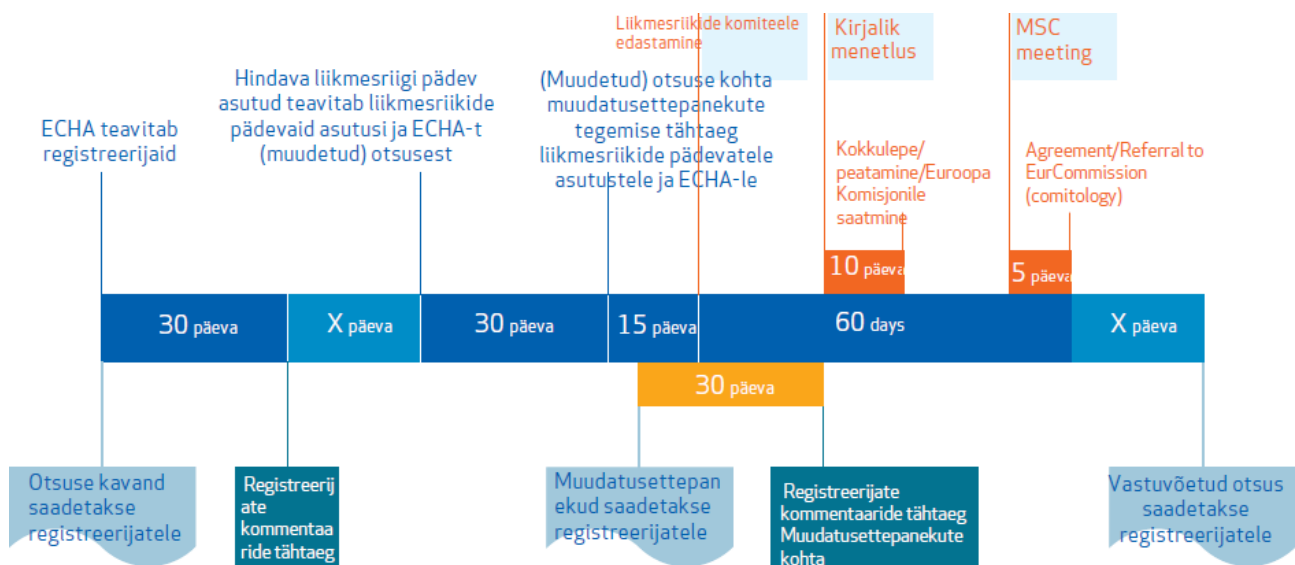 Liikmesriikide komiteele
edastamine
Kirjalik
menetlus
MSC
meeting
Hindava liikmesriigi pädev
asutud teavitab liikmesriikide
pädevaid asutusi ja ECHA-t
(muudetud) otsusest
(Muudetud) otsuse kohta
muudatusettepanekute
tegemise tähtaeg
liikmesriikide pädevatele
asutustele ja ECHA-le
ECHA teavitab
registreerijaid
Kokkulepe/
peatamine/Euroopa
Komisjonile
saatmine
Agreement/Referral to
EurCommission
(comitology)
10 päeva
5 päeva
30 päeva
X päeva
30 päeva
15 päeva
60 days
X päeva
30 päeva
Otsuse kavand
saadetakse
registreerijatele
Registreerij
ate
kommentaa
ride tähtaeg
Muudatusettepan
ekud saadetakse
registreerijatele
Registreerijate
kommentaaride tähtaeg
Muudatusettepanekute
kohta
Vastuvõetud otsus
saadetakse
registreerijatele